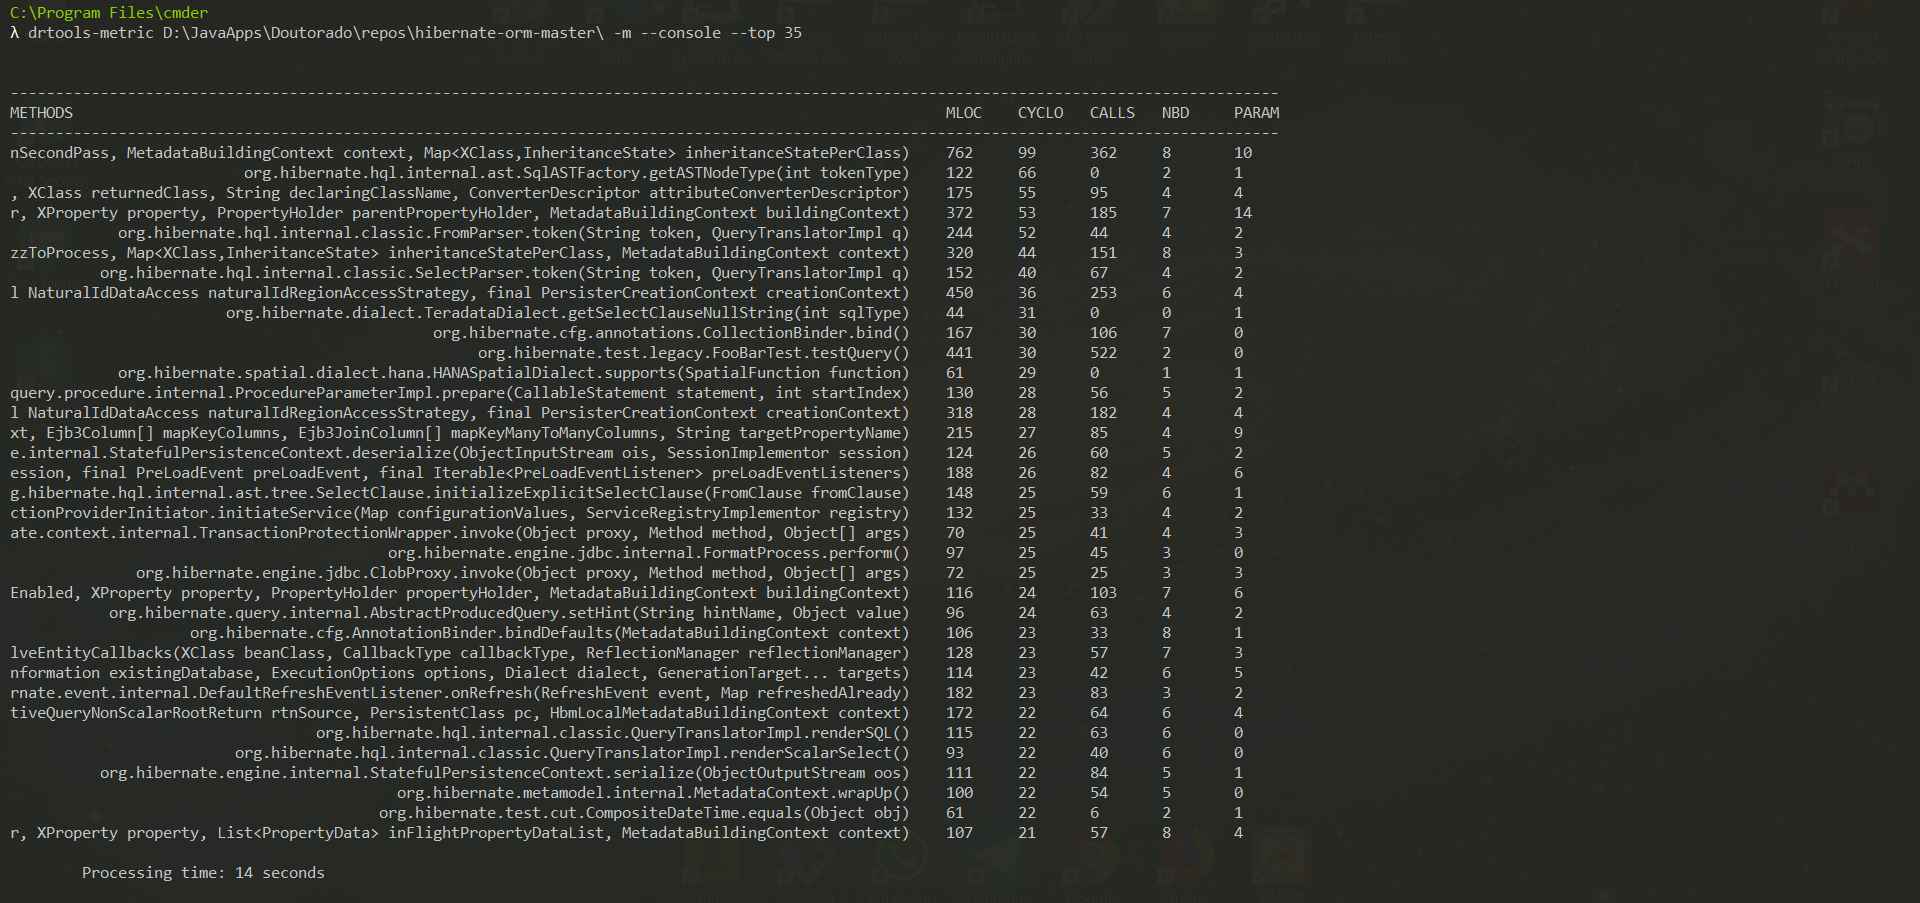 C:\Program Files\cmder
λ drtools-metric D:\JavaApps\Doutorado\repos\hibernate-orm-master\ -m --console --top 35
---------------------------------------------------------------------------------------------------------------------------------------------
METHODS MLOC CYCLO CALLS NBD PARAM
---------------------------------------------------------------------------------------------------------------------------------------------
nSecondPass, MetadataBuildingContext context, Map<XClass,InheritanceState> inheritanceStatePerClass) 762 99 362 8 10
org.hibernate.hql.internal.ast.SqlASTFactory.getASTNodeType(int tokenType) 122 66 0 2 1
, XClass returnedClass, String declaringClassName, ConverterDescriptor attributeConverterDescriptor) 175 55 95 4 4
r, XProperty property, PropertyHolder parentPropertyHolder, MetadataBuildingContext buildingContext) 372 53 185 7 14
org.hibernate.hql.internal.classic.FromParser.token(String token, QueryTranslatorImpl q) 244 52 44 4 2
zzToProcess, Map<XClass,InheritanceState> inheritanceStatePerClass, MetadataBuildingContext context) 320 44 151 8 3
org.hibernate.hql.internal.classic.SelectParser.token(String token, QueryTranslatorImpl q) 152 40 67 4 2
l NaturalIdDataAccess naturalIdRegionAccessStrategy, final PersisterCreationContext creationContext) 450 36 253 6 4
org.hibernate.dialect.TeradataDialect.getSelectClauseNullString(int sqlType) 44 31 0 0 1
org.hibernate.cfg.annotations.CollectionBinder.bind() 167 30 106 7 0
org.hibernate.test.legacy.FooBarTest.testQuery() 441 30 522 2 0
org.hibernate.spatial.dialect.hana.HANASpatialDialect.supports(SpatialFunction function) 61 29 0 1 1
query.procedure.internal.ProcedureParameterImpl.prepare(CallableStatement statement, int startIndex) 130 28 56 5 2
l NaturalIdDataAccess naturalIdRegionAccessStrategy, final PersisterCreationContext creationContext) 318 28 182 4 4
xt, Ejb3Column[] mapKeyColumns, Ejb3JoinColumn[] mapKeyManyToManyColumns, String targetPropertyName) 215 27 85 4 9
e.internal.StatefulPersistenceContext.deserialize(ObjectInputStream ois, SessionImplementor session) 124 26 60 5 2
ession, final PreLoadEvent preLoadEvent, final Iterable<PreLoadEventListener> preLoadEventListeners) 188 26 82 4 6
g.hibernate.hql.internal.ast.tree.SelectClause.initializeExplicitSelectClause(FromClause fromClause) 148 25 59 6 1
ctionProviderInitiator.initiateService(Map configurationValues, ServiceRegistryImplementor registry) 132 25 33 4 2
ate.context.internal.TransactionProtectionWrapper.invoke(Object proxy, Method method, Object[] args) 70 25 41 4 3
org.hibernate.engine.jdbc.internal.FormatProcess.perform() 97 25 45 3 0
org.hibernate.engine.jdbc.ClobProxy.invoke(Object proxy, Method method, Object[] args) 72 25 25 3 3
Enabled, XProperty property, PropertyHolder propertyHolder, MetadataBuildingContext buildingContext) 116 24 103 7 6
org.hibernate.query.internal.AbstractProducedQuery.setHint(String hintName, Object value) 96 24 63 4 2
org.hibernate.cfg.AnnotationBinder.bindDefaults(MetadataBuildingContext context) 106 23 33 8 1
lveEntityCallbacks(XClass beanClass, CallbackType callbackType, ReflectionManager reflectionManager) 128 23 57 7 3
nformation existingDatabase, ExecutionOptions options, Dialect dialect, GenerationTarget... targets) 114 23 42 6 5
rnate.event.internal.DefaultRefreshEventListener.onRefresh(RefreshEvent event, Map refreshedAlready) 182 23 83 3 2
tiveQueryNonScalarRootReturn rtnSource, PersistentClass pc, HbmLocalMetadataBuildingContext context) 172 22 64 6 4
org.hibernate.hql.internal.classic.QueryTranslatorImpl.renderSQL() 115 22 63 6 0
org.hibernate.hql.internal.classic.QueryTranslatorImpl.renderScalarSelect() 93 22 40 6 0
org.hibernate.engine.internal.StatefulPersistenceContext.serialize(ObjectOutputStream oos) 111 22 84 5 1
org.hibernate.metamodel.internal.MetadataContext.wrapUp() 100 22 54 5 0
org.hibernate.test.cut.CompositeDateTime.equals(Object obj) 61 22 6 2 1
r, XProperty property, List<PropertyData> inFlightPropertyDataList, MetadataBuildingContext context) 107 21 57 8 4
Processing time: 14 seconds